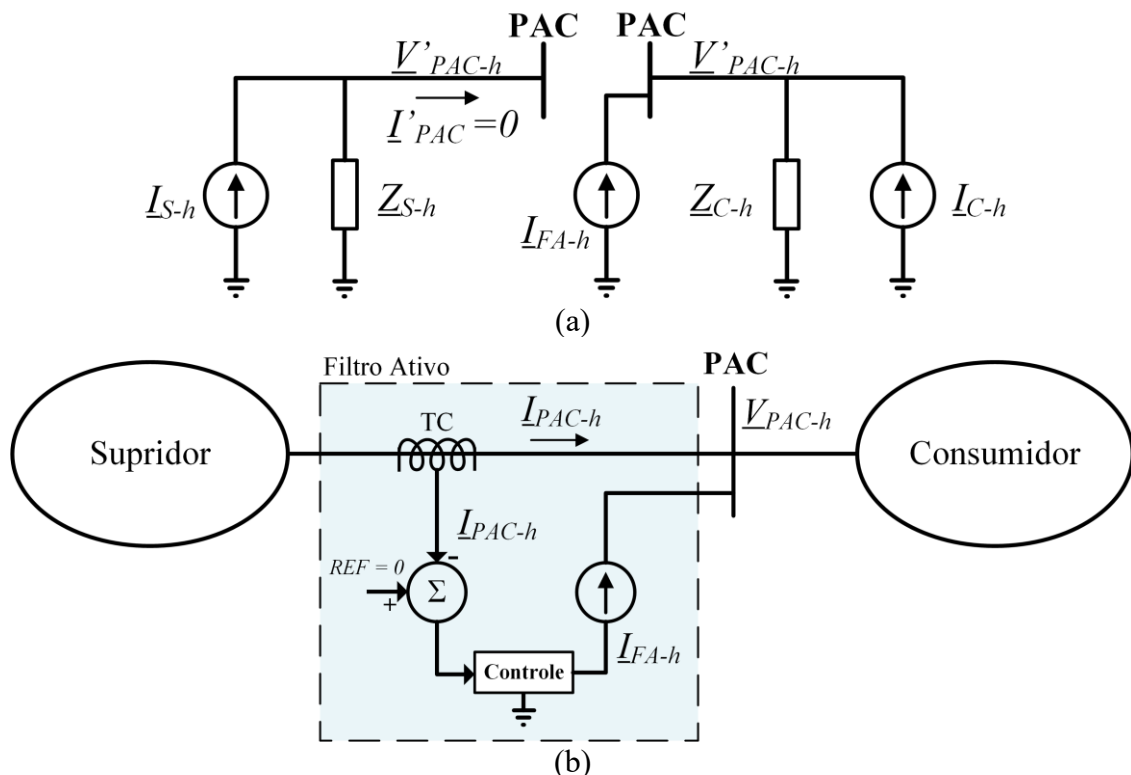 PAC PAC
V'PAC-h V'PAC-h
I'PAC =0
IS-h ZS-h IFA-h ZC-h IC-h
(a)
Filtro Ativo
PAC
TC IPAC-h VPAC-h
Supridor Consumidor
IPAC-h
-
REF = 0
+ Σ
IFA-h
Controle
(b)